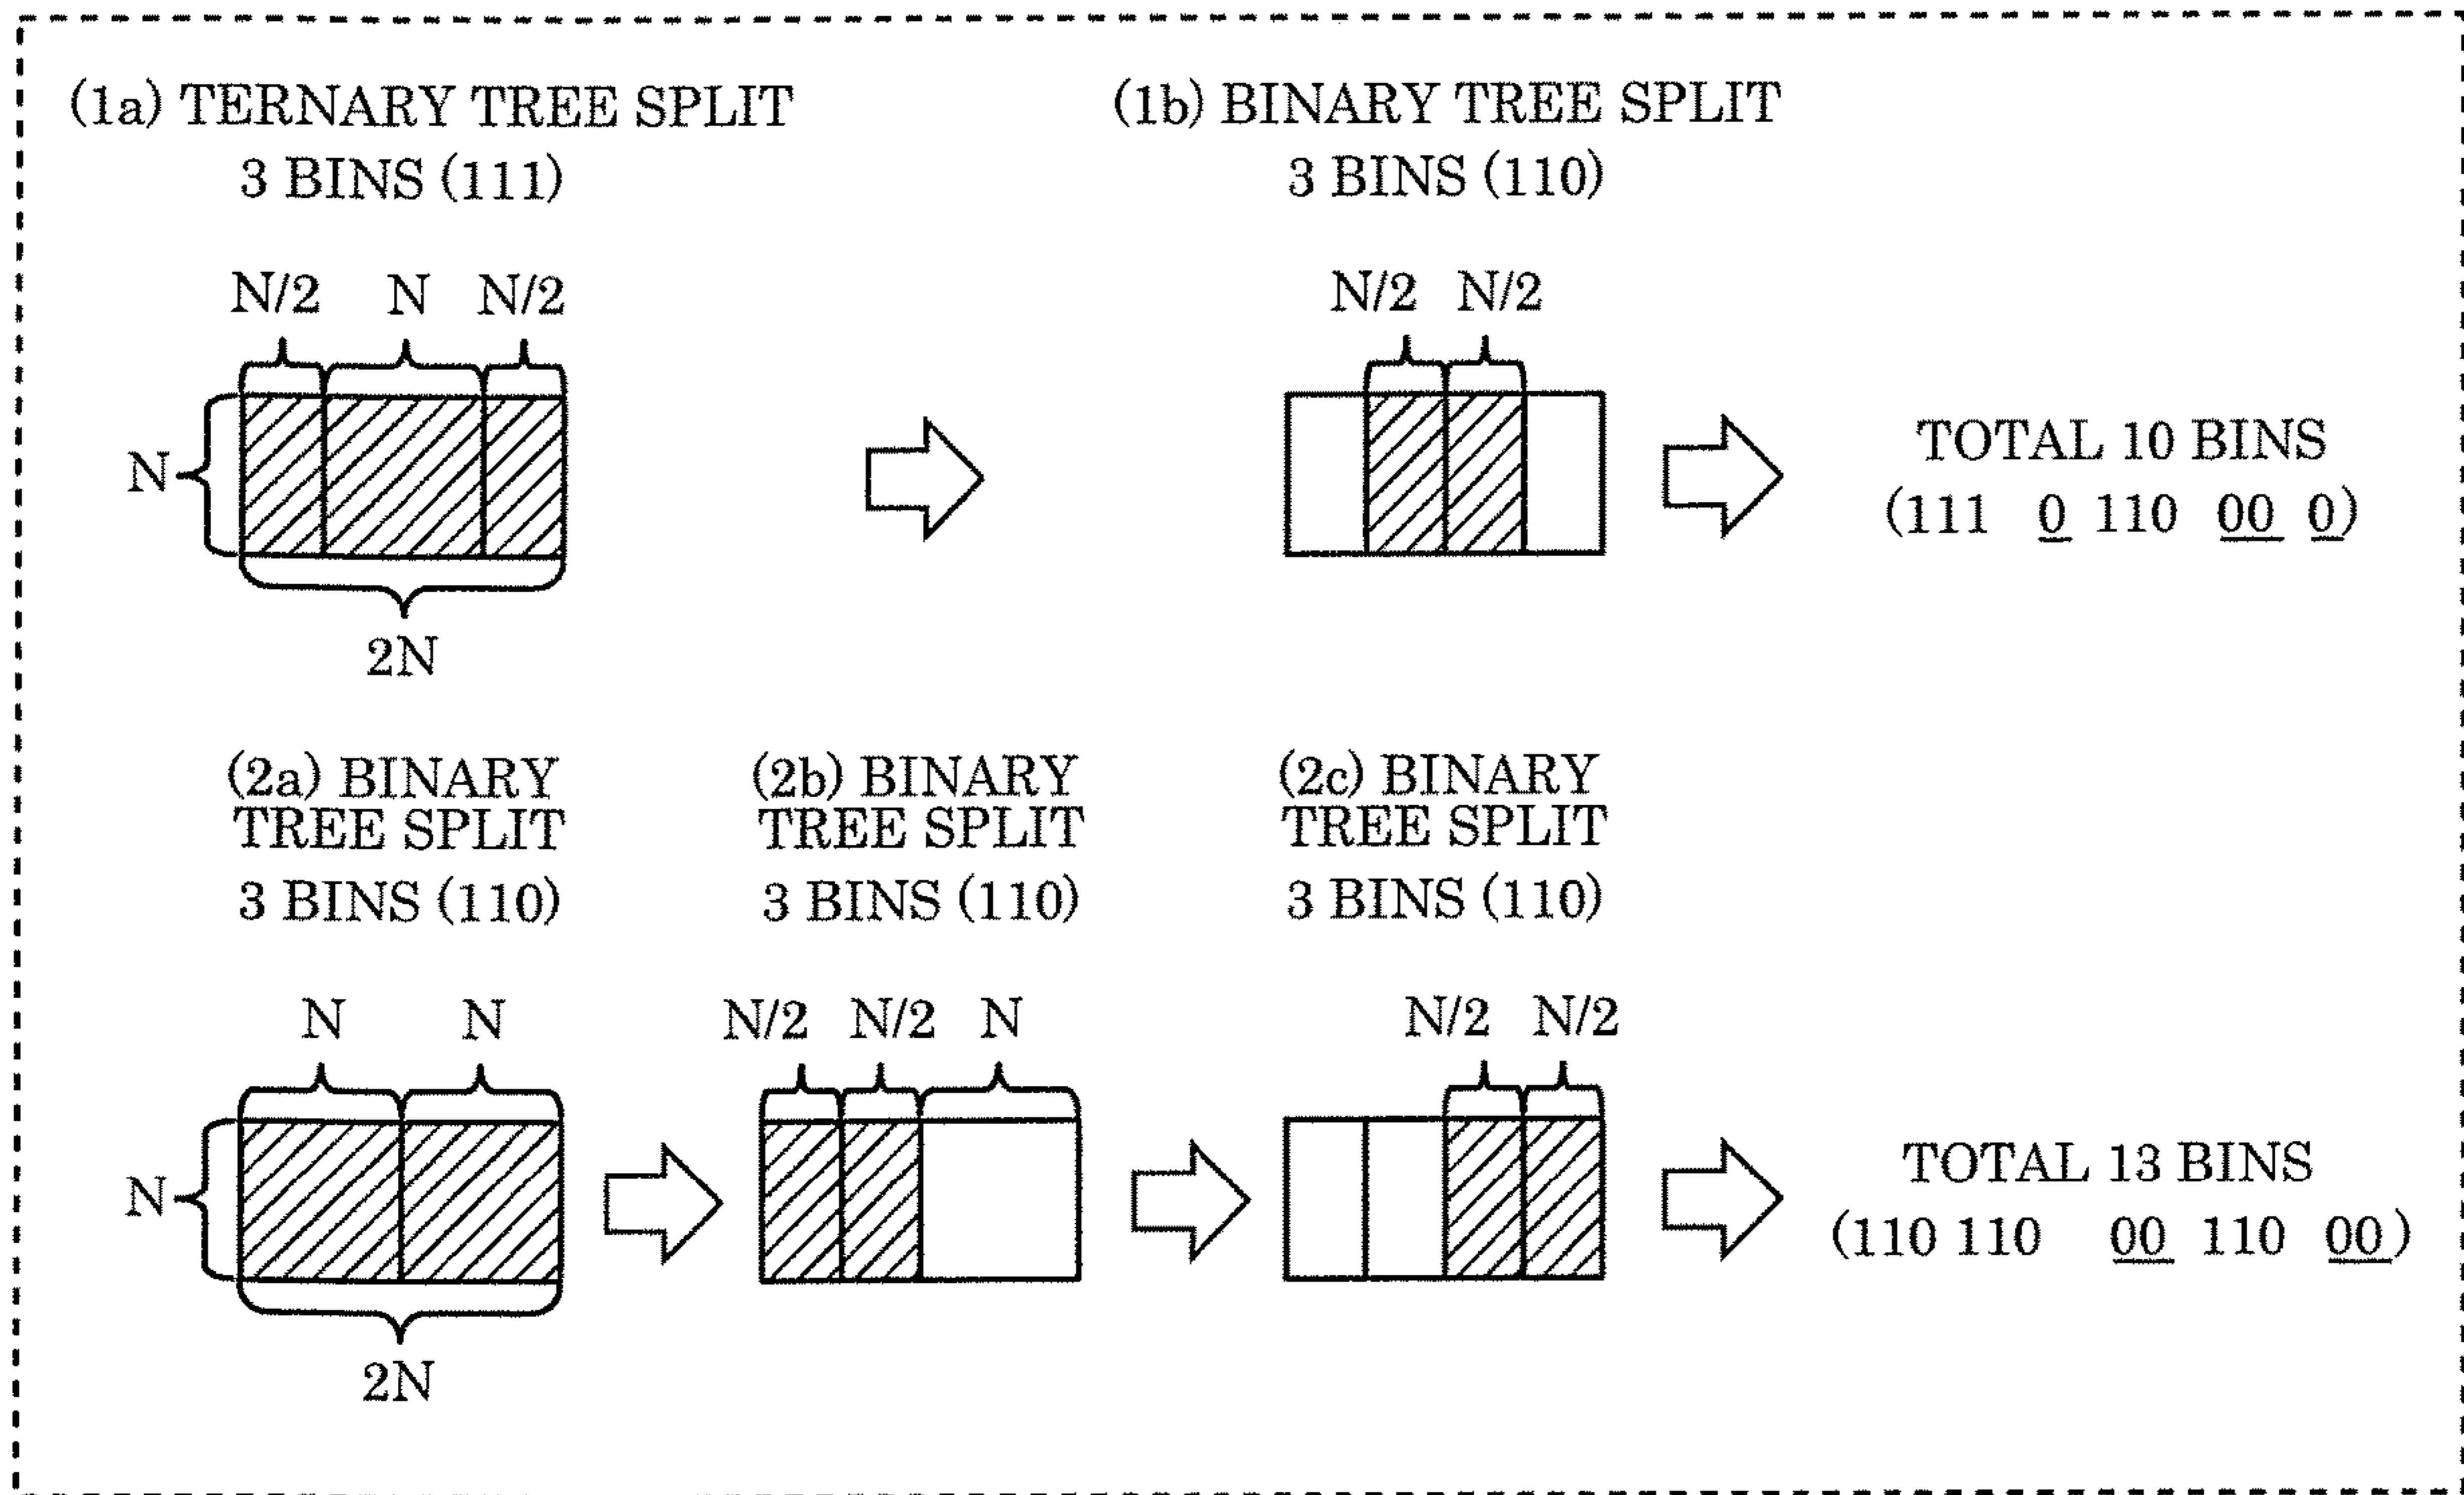 (1a) TERNARY TREE SPLIT
3 BINS (111)
(1b) BINARY TREE SPLIT
3 BINS (110)
N/2 N N/2
N
2N
N/2 N/2
TOTAL 10 BINS
(111 0 110 00 0)
(2a) BINARY
TREE SPLIT
3 BINS (110)
(2b) BINARY
TREE SPLIT
3 BINS (110)
(2c) BINARY
TREE SPLIT
3 BINS (110)
N N
N
2N
N/2 N/2 N
N/2 N/2
TOTAL 13 BINS
(110 110 00 110 00)